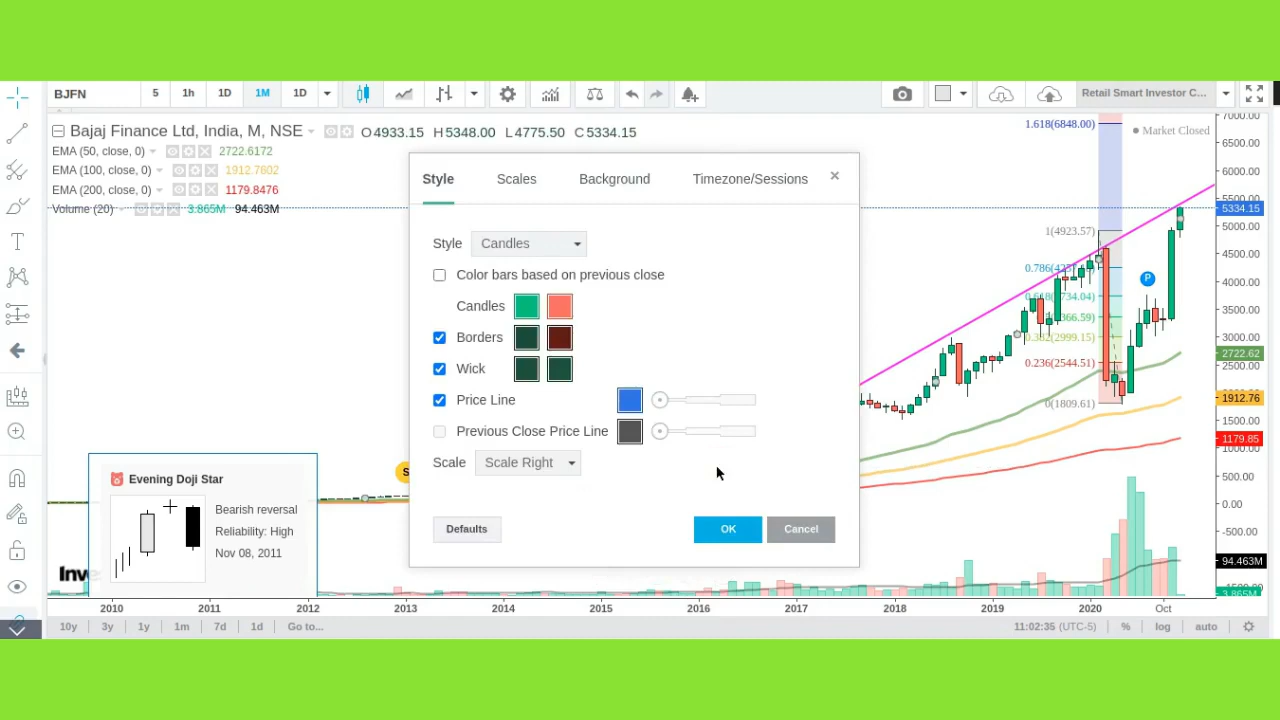 BJFN 5 1h 1D 1M 1D Retail Smart Investor C...
Bajaj Finance Ltd, India, M, NSE O4933.15 H5348.00 L4775.50 C5334.15
Market Closed
EMA (50, close, 0) 2722.6172
EMA (100, close, 0) 1912.7602
EMA (200, close, 0) 1179.8476
Volume (20) 3.865M 94.463M
Style Scales Background Timezone/Sessions
Style Candles
Color bars based on previous close
Candles
Borders
Wick
Price Line
Previous Close Price Line
Scale Scale Right
Defaults OK Cancel
Evening Doji Star
Bearish reversal
Reliability: High
Nov 08, 2011
Inv
S
P
1.618(6848.00)
1(4923.57)
0.236(2544.51)
0(1809.61)
7000.00
6500.00
6000.00
5500.00
5334.15
5000.00
4500.00
4000.00
3500.00
3000.00
2722.62
2500.00
1912.76
1500.00
1179.85
1000.00
500.00
0.00
-500.00
94.463M
3.865M
2010 2011 2012 2013 2014 2015 2016 2017 2018 2019 2020 Oct
10y 3y 1y 1m 7d 1d Go to... 11:02:35 (UTC-5) % log auto